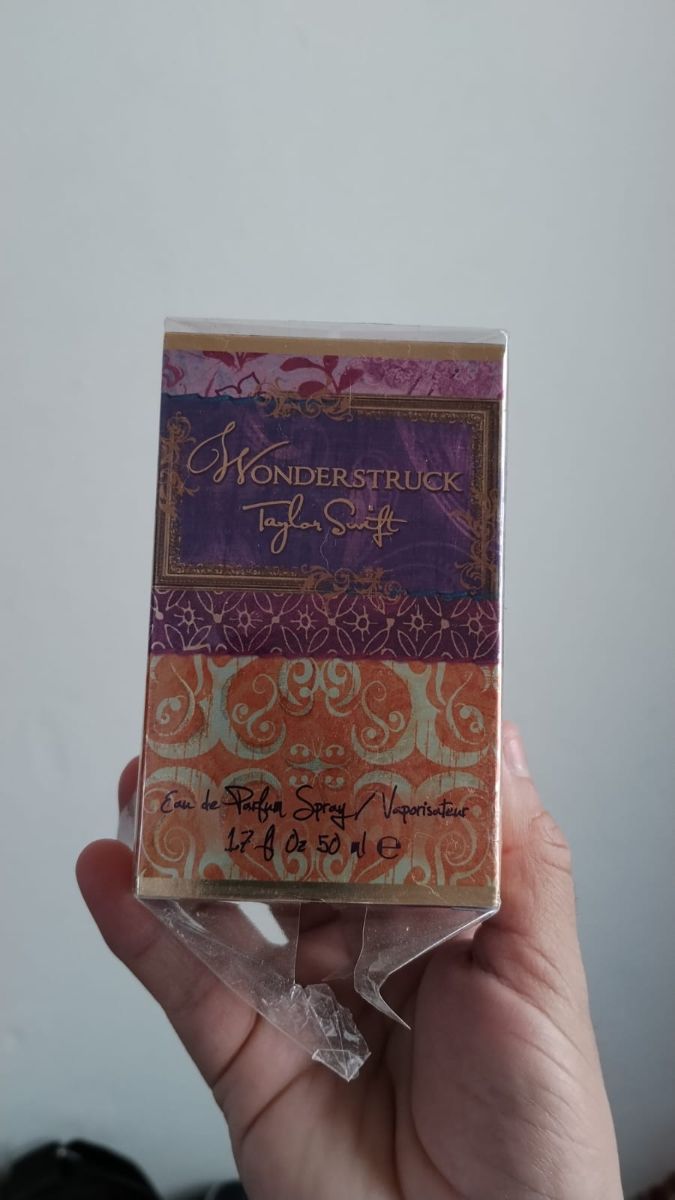 WONDERSTRUCK
Taylor Swift
Eau de Parfum Spray / Vaporisateur
1.7 fl Oz 50 ml e